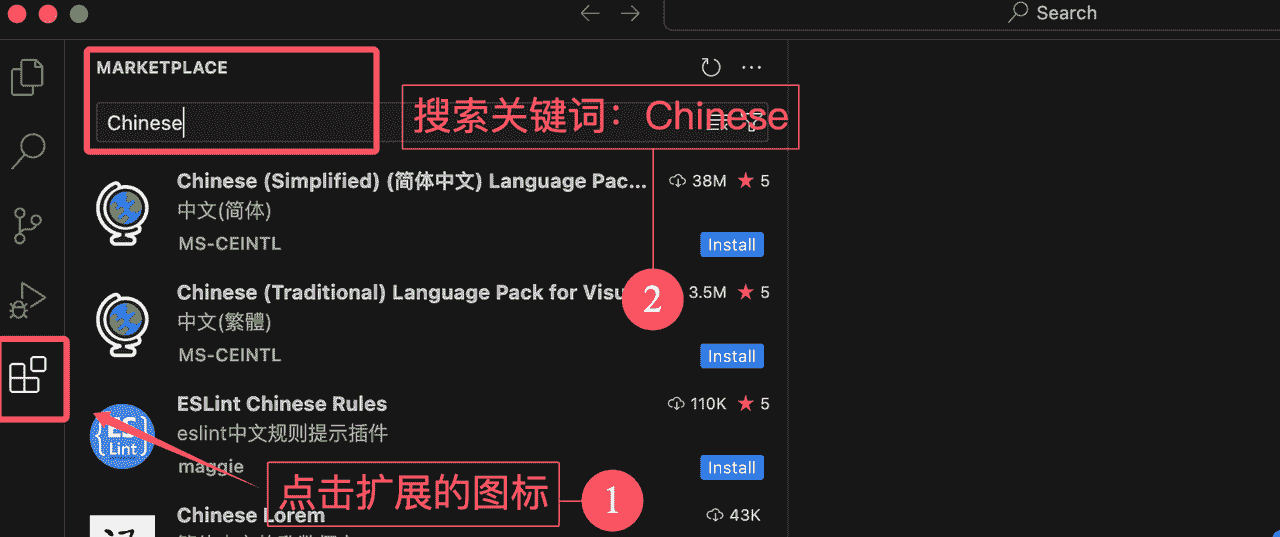 Search
MARKETPLACE
Chinese
搜索关键词：Chinese
Chinese (Simplified) (简体中文) Language Pac...
38M ★ 5
中文(简体)
MS-CEINTL
Install
Chinese (Traditional) Language Pack for Visu
3.5M ★ 5
2
中文(繁體)
MS-CEINTL
Install
ESLint Chinese Rules
110K ★ 5
ES
Lint
eslint中文规则提示插件
maggie
Install
点击扩展的图标
1
Chinese Lorem
43K